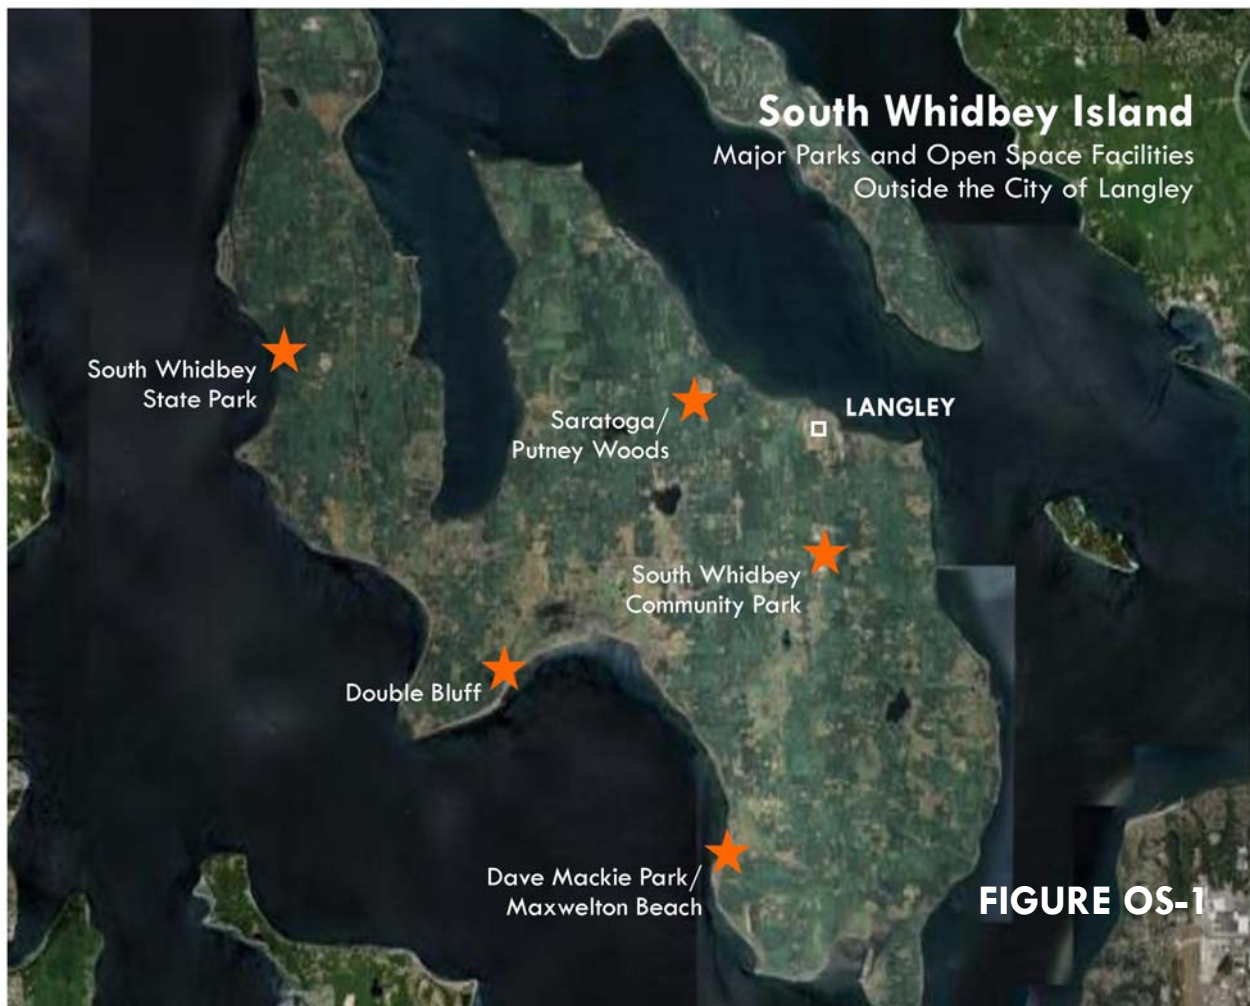 South Whidbey Island
Major Parks and Open Space Facilities
Outside the City of Langley
South Whidbey
State Park
Saratoga/
Putney Woods
LANGLEY
South Whidbey
Community Park
Double Bluff
Dave Mackie Park/
Maxwelton Beach
FIGURE OS-1